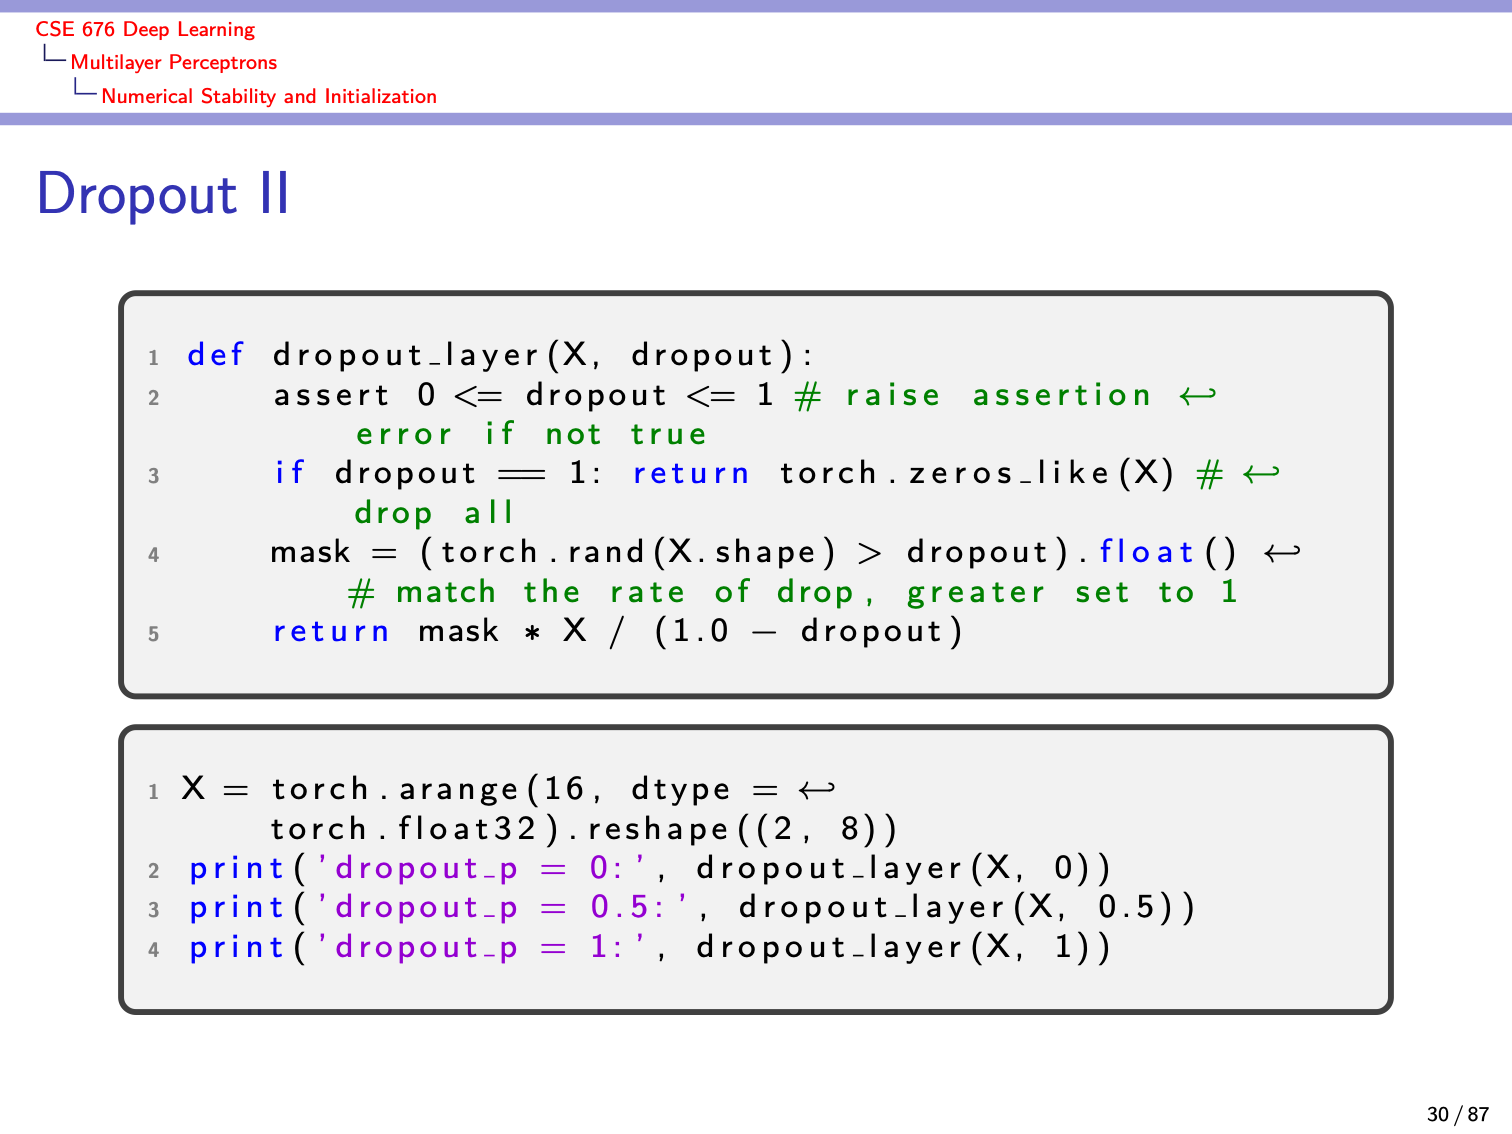 CSE 676 Deep Learning
Multilayer Perceptrons
Numerical Stability and Initialization
Dropout II
1 def dropout_layer(X, dropout):
2 assert 0 <= dropout <= 1 # raise assertion ↩
error if not true
3 if dropout == 1: return torch.zeros_like(X) # ↩
drop all
4 mask = (torch.rand(X.shape) > dropout).float() ↩
# match the rate of drop, greater set to 1
5 return mask * X / (1.0 − dropout)
1 X = torch.arange(16, dtype = ↩
torch.float32).reshape((2, 8))
2 print('dropout_p = 0:', dropout_layer(X, 0))
3 print('dropout_p = 0.5:', dropout_layer(X, 0.5))
4 print('dropout_p = 1:', dropout_layer(X, 1))
30 / 87